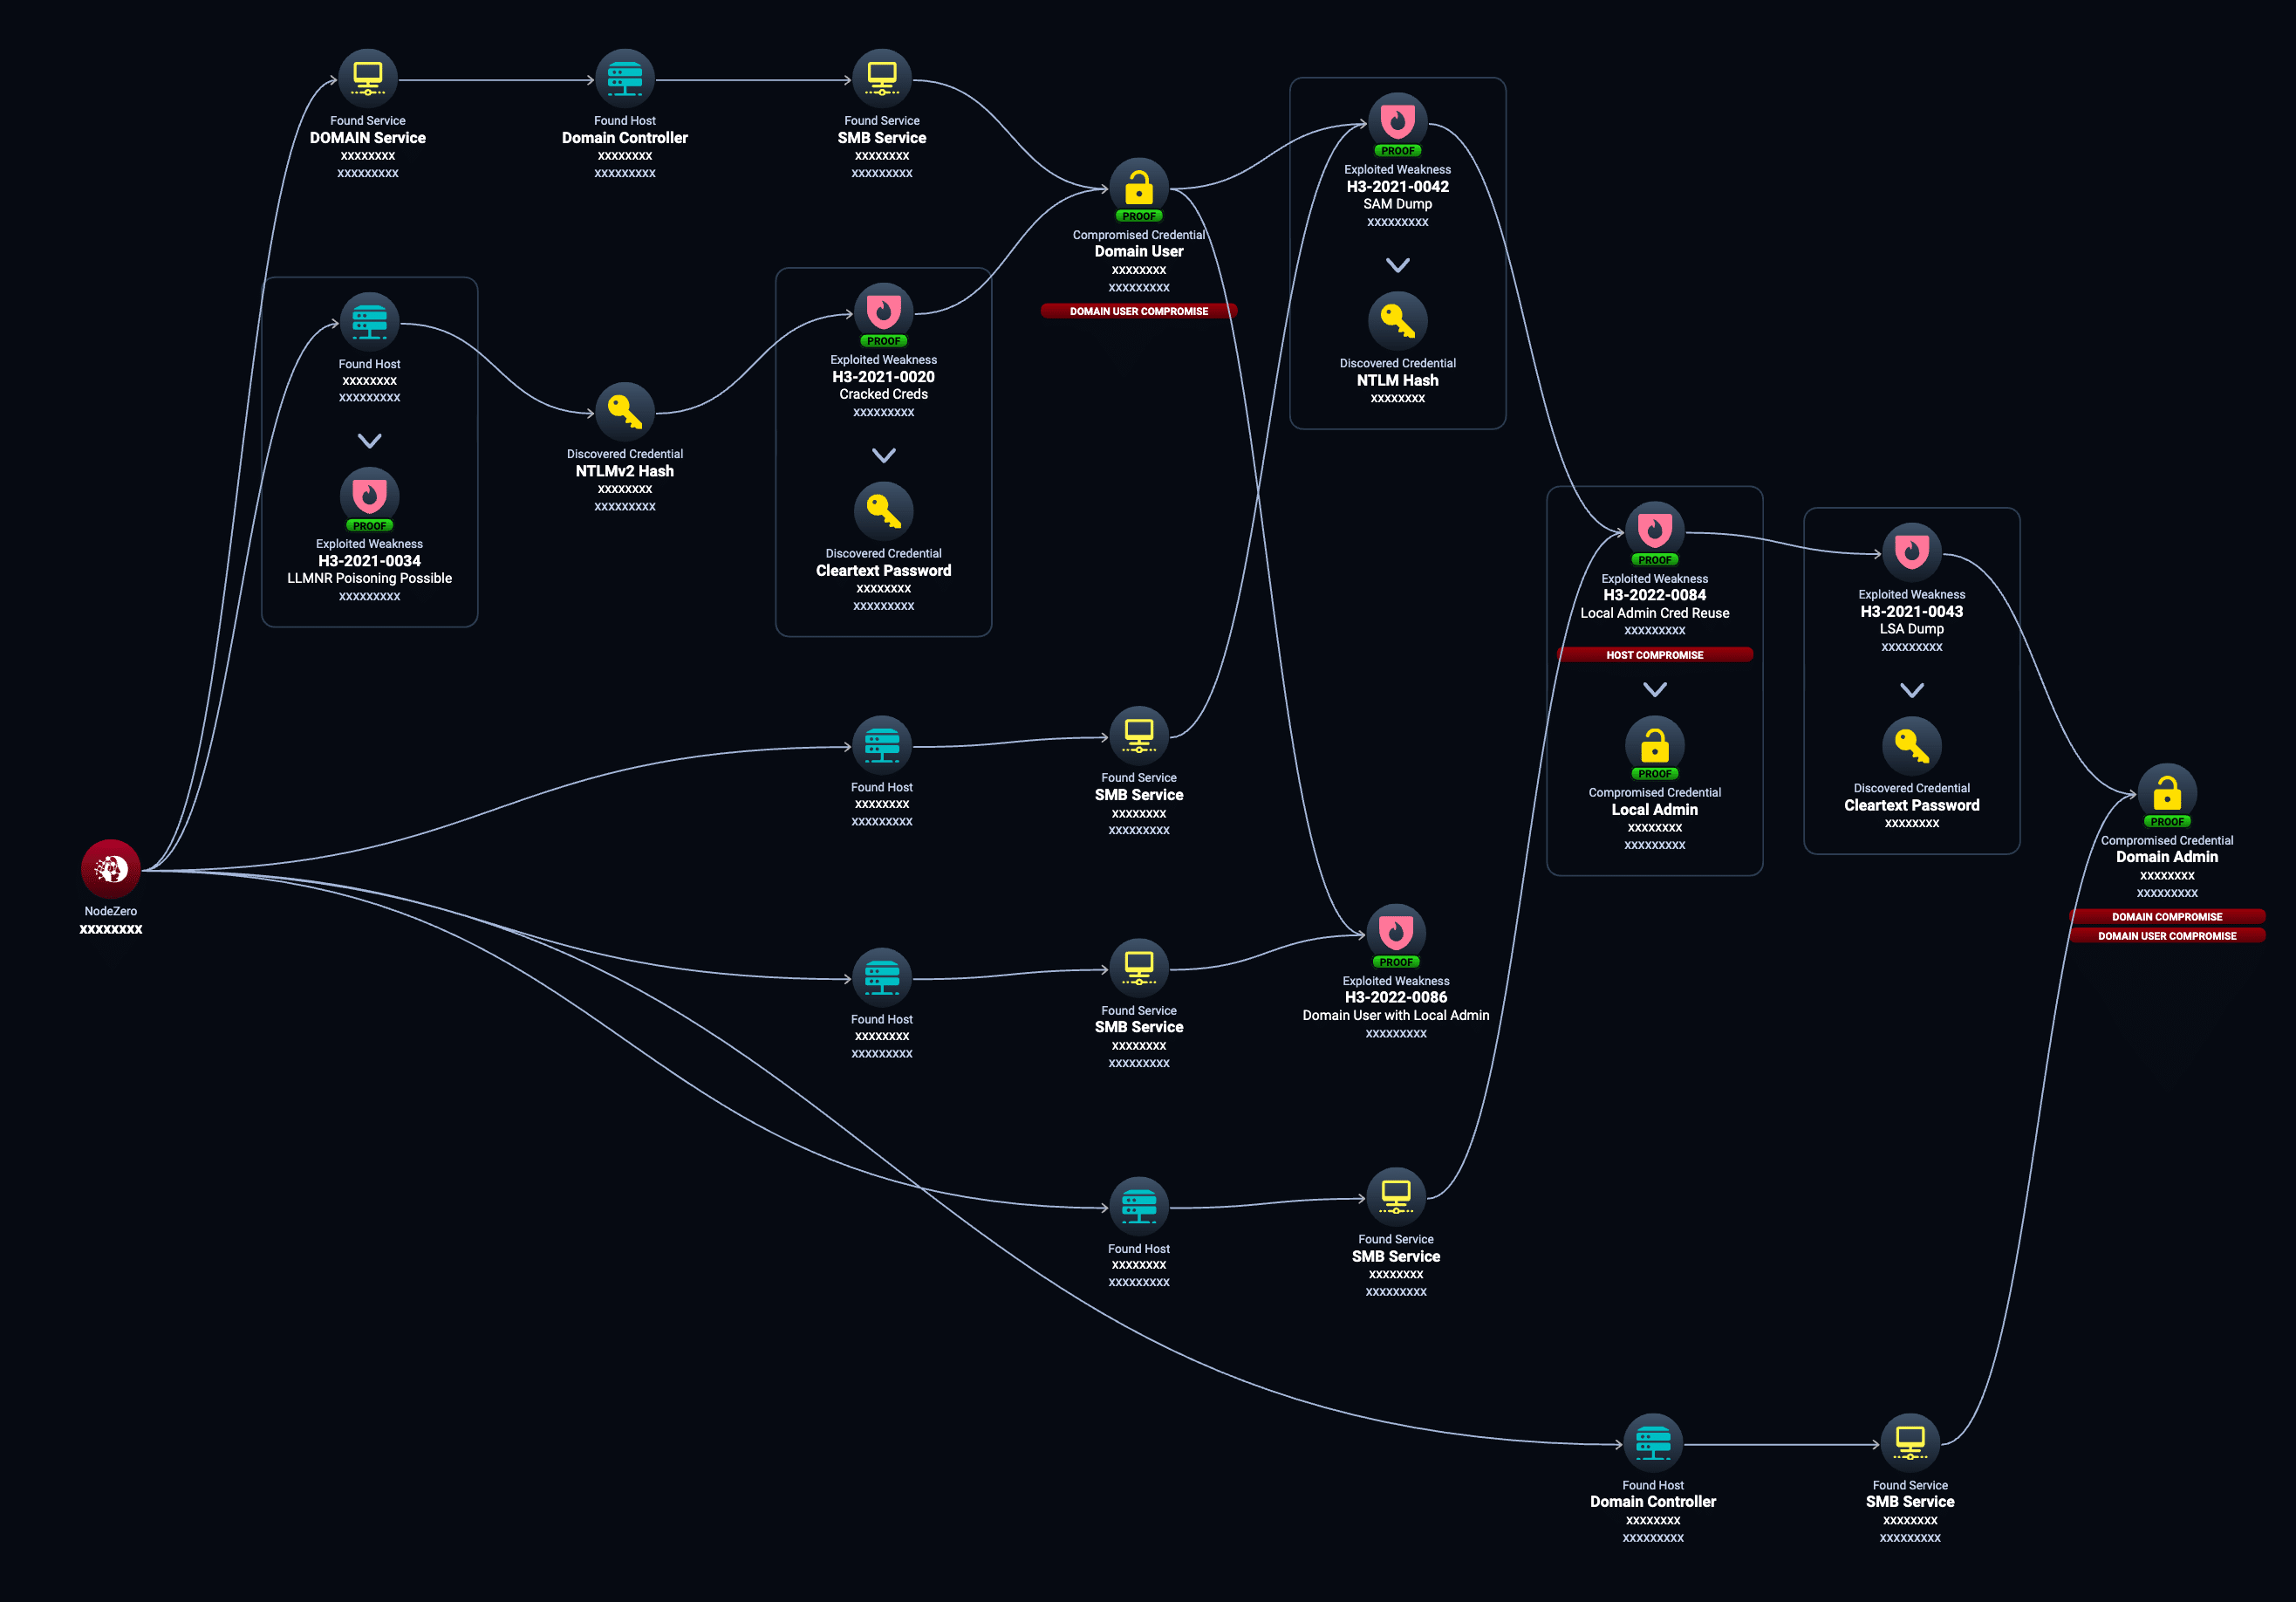 Found Service
DOMAIN Service
xxxxxxxx
xxxxxxxxx
Found Host
Domain Controller
xxxxxxxx
xxxxxxxxx
Found Service
SMB Service
xxxxxxxx
xxxxxxxxx
PROOF
Compromised Credential
Domain User
xxxxxxxx
xxxxxxxxx
DOMAIN USER COMPROMISE
PROOF
Exploited Weakness
H3-2021-0042
SAM Dump
xxxxxxxxx
Discovered Credential
NTLM Hash
xxxxxxxx
Found Host
xxxxxxxx
xxxxxxxxx
PROOF
Exploited Weakness
H3-2021-0034
LLMNR Poisoning Possible
xxxxxxxxx
Discovered Credential
NTLMv2 Hash
xxxxxxxx
xxxxxxxxx
PROOF
Exploited Weakness
H3-2021-0020
Cracked Creds
xxxxxxxxx
Discovered Credential
Cleartext Password
xxxxxxxx
xxxxxxxxx
PROOF
Exploited Weakness
H3-2022-0084
Local Admin Cred Reuse
xxxxxxxxx
HOST COMPROMISE
PROOF
Compromised Credential
Local Admin
xxxxxxxx
xxxxxxxxx
Exploited Weakness
H3-2021-0043
LSA Dump
xxxxxxxxx
Discovered Credential
Cleartext Password
xxxxxxxx
PROOF
Compromised Credential
Domain Admin
xxxxxxxx
xxxxxxxxx
DOMAIN COMPROMISE
DOMAIN USER COMPROMISE
Found Host
xxxxxxxx
xxxxxxxxx
Found Service
SMB Service
xxxxxxxx
xxxxxxxxx
NodeZero
xxxxxxxx
Found Host
xxxxxxxx
xxxxxxxxx
Found Service
SMB Service
xxxxxxxx
xxxxxxxxx
PROOF
Exploited Weakness
H3-2022-0086
Domain User with Local Admin
xxxxxxxxx
Found Host
xxxxxxxx
xxxxxxxxx
Found Service
SMB Service
xxxxxxxx
xxxxxxxxx
Found Host
Domain Controller
xxxxxxxx
xxxxxxxxx
Found Service
SMB Service
xxxxxxxx
xxxxxxxxx